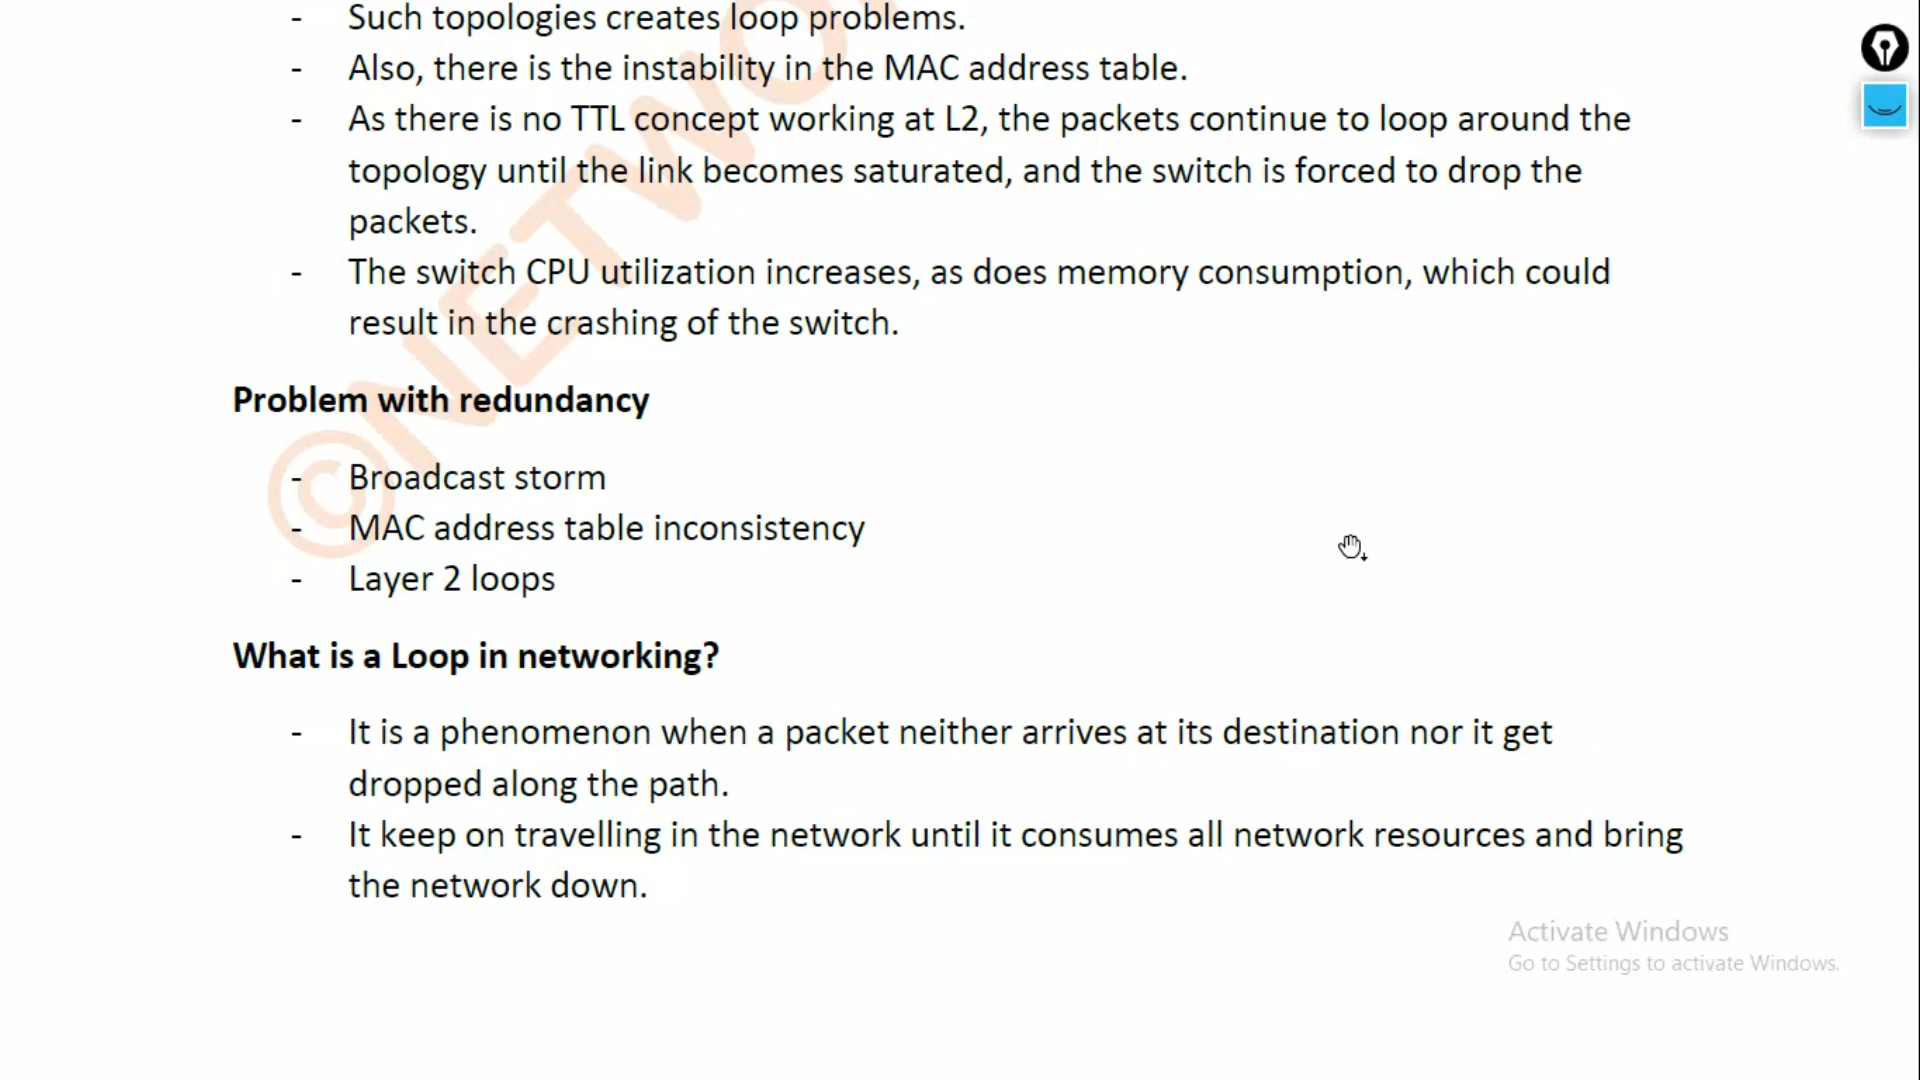 - Such topologies creates loop problems.
- Also, there is the instability in the MAC address table.
- As there is no TTL concept working at L2, the packets continue to loop around the
topology until the link becomes saturated, and the switch is forced to drop the
packets.
- The switch CPU utilization increases, as does memory consumption, which could
result in the crashing of the switch.
Problem with redundancy
- Broadcast storm
- MAC address table inconsistency
- Layer 2 loops
What is a Loop in networking?
- It is a phenomenon when a packet neither arrives at its destination nor it get
dropped along the path.
- It keep on travelling in the network until it consumes all network resources and bring
the network down.
©NETWO
Activate Windows
Go to Settings to activate Windows.